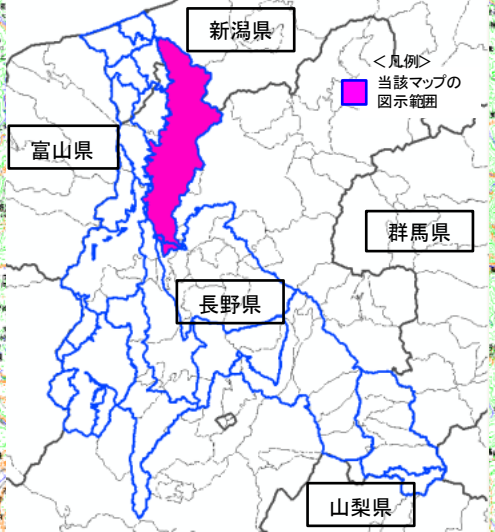 新潟県
<凡例>
当該マップの
図示範囲
富山県
群馬県
長野県
山梨県